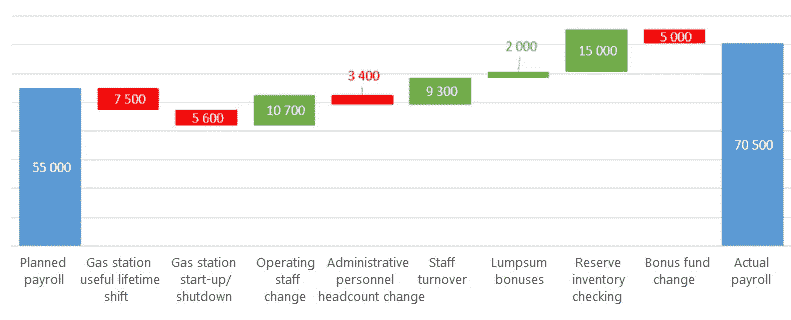 2 000
15 000
5 000
3 400
7 500
9 300
5 600
10 700
55 000
70 500
Planned
payroll
Gas station
useful lifetime
shift
Gas station
start-up/
shutdown
Operating
staff
change
Administrative
personnel
headcount change
Staff
turnover
Lumpsum
bonuses
Reserve
inventory
checking
Bonus fund
change
Actual
payroll